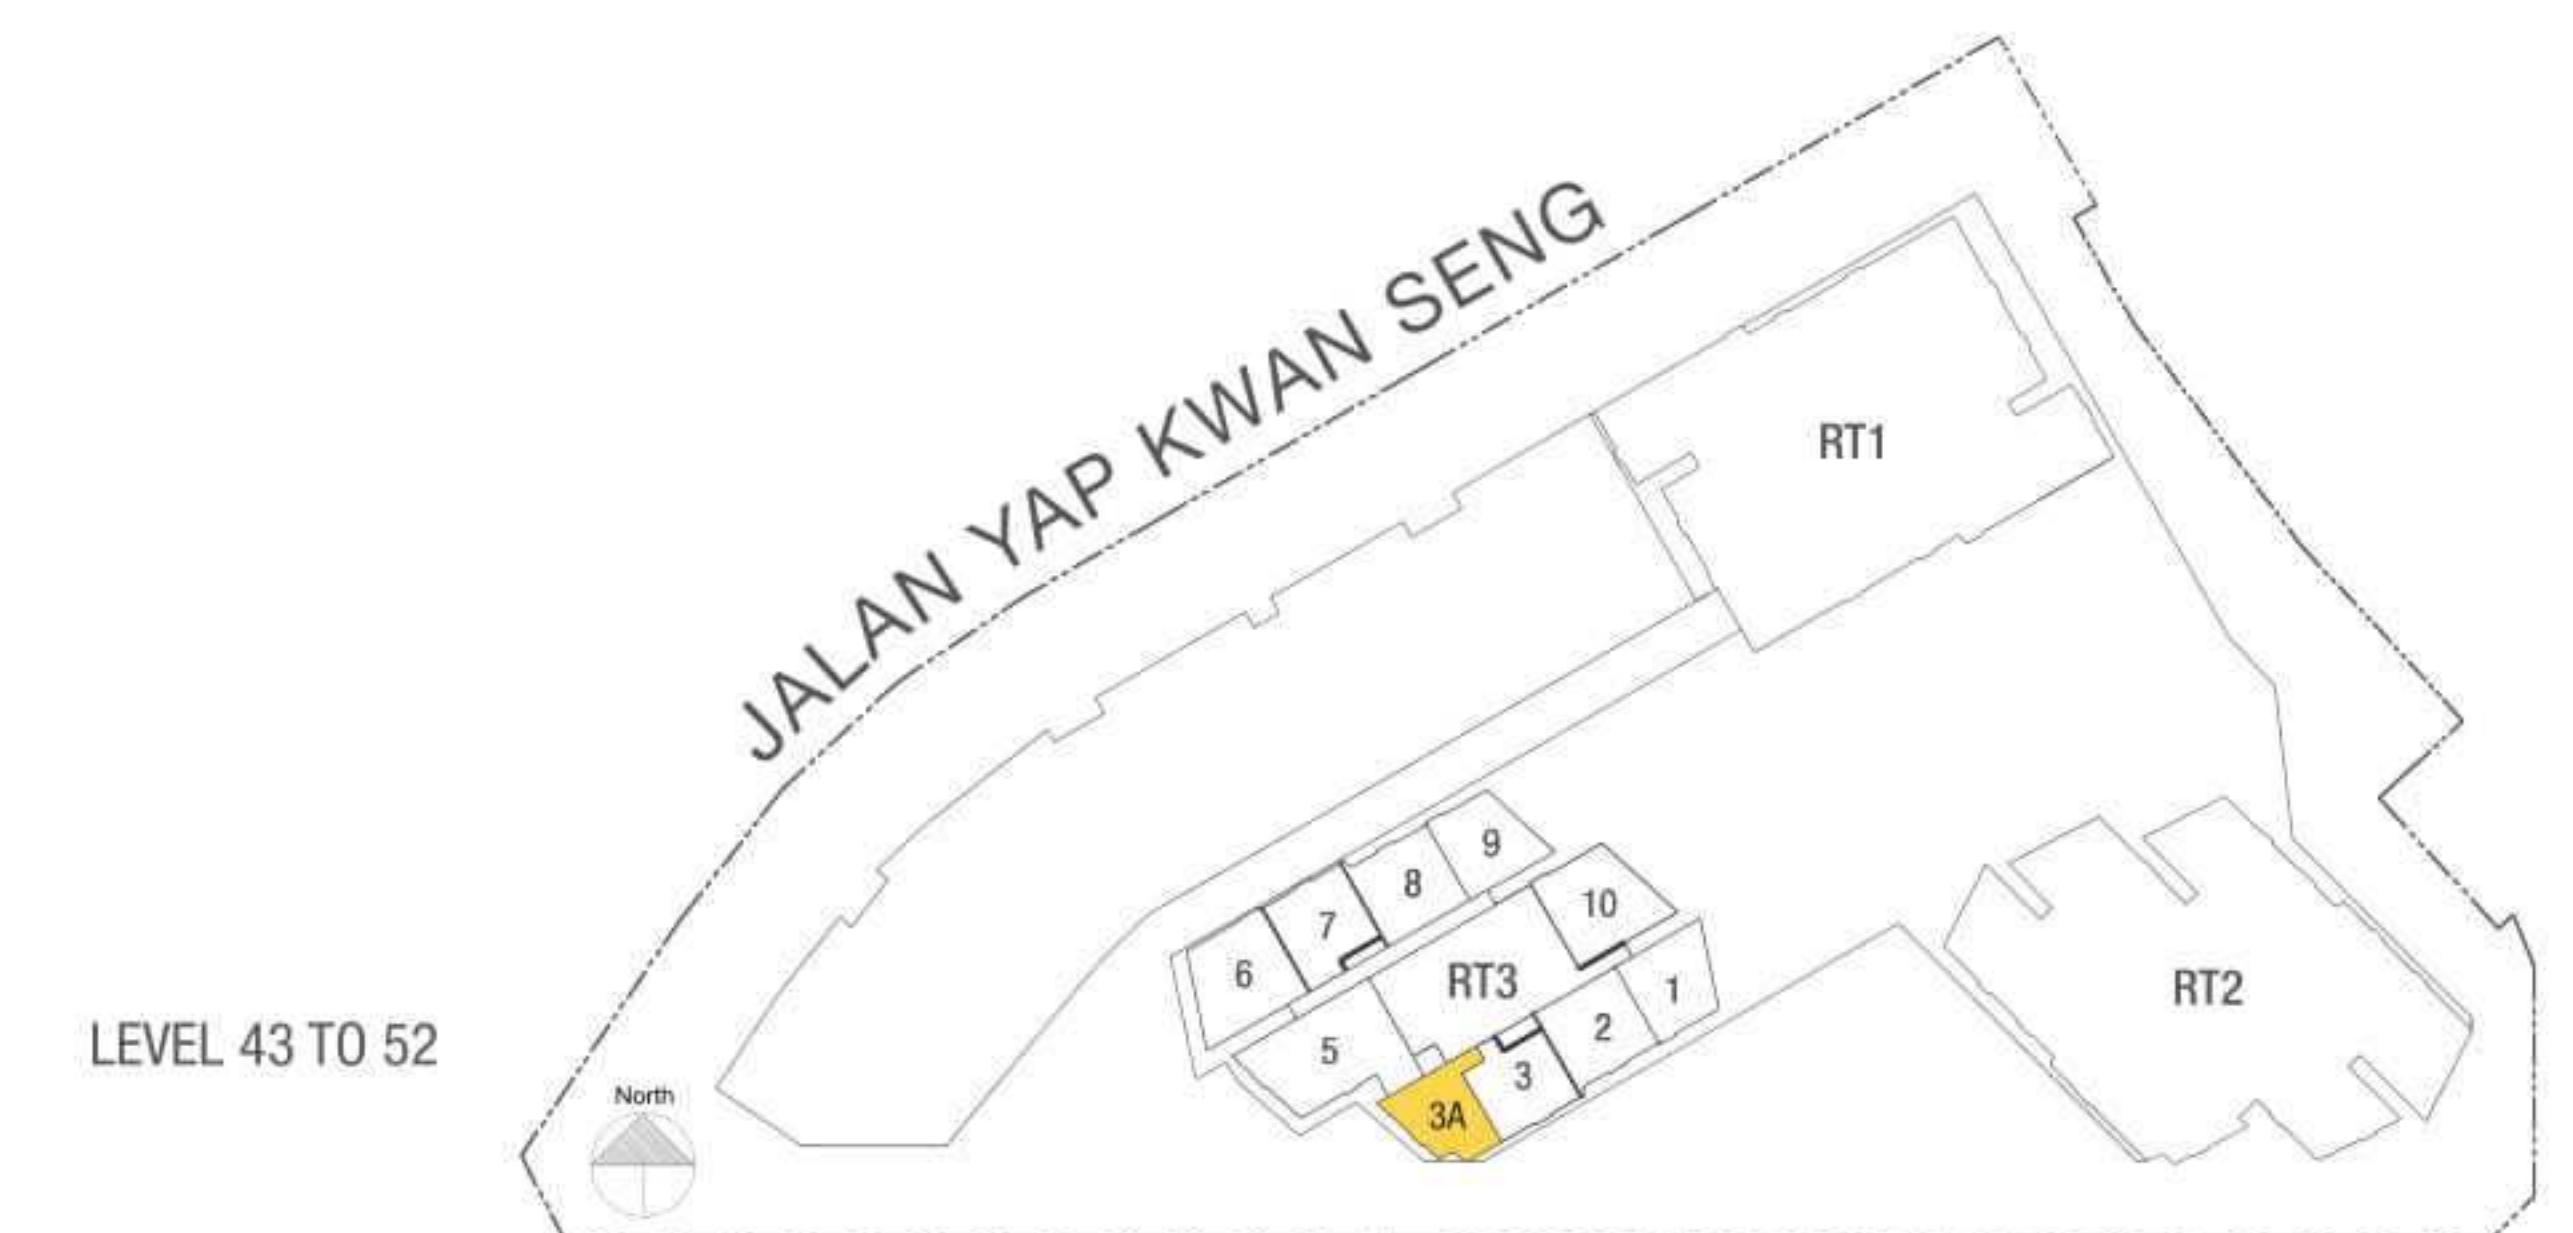 JALAN YAP KWAN SENG
RT1
9
8
10
7
6
RT3
1
RT2
2
5
3
3A
LEVEL 43 TO 52
North